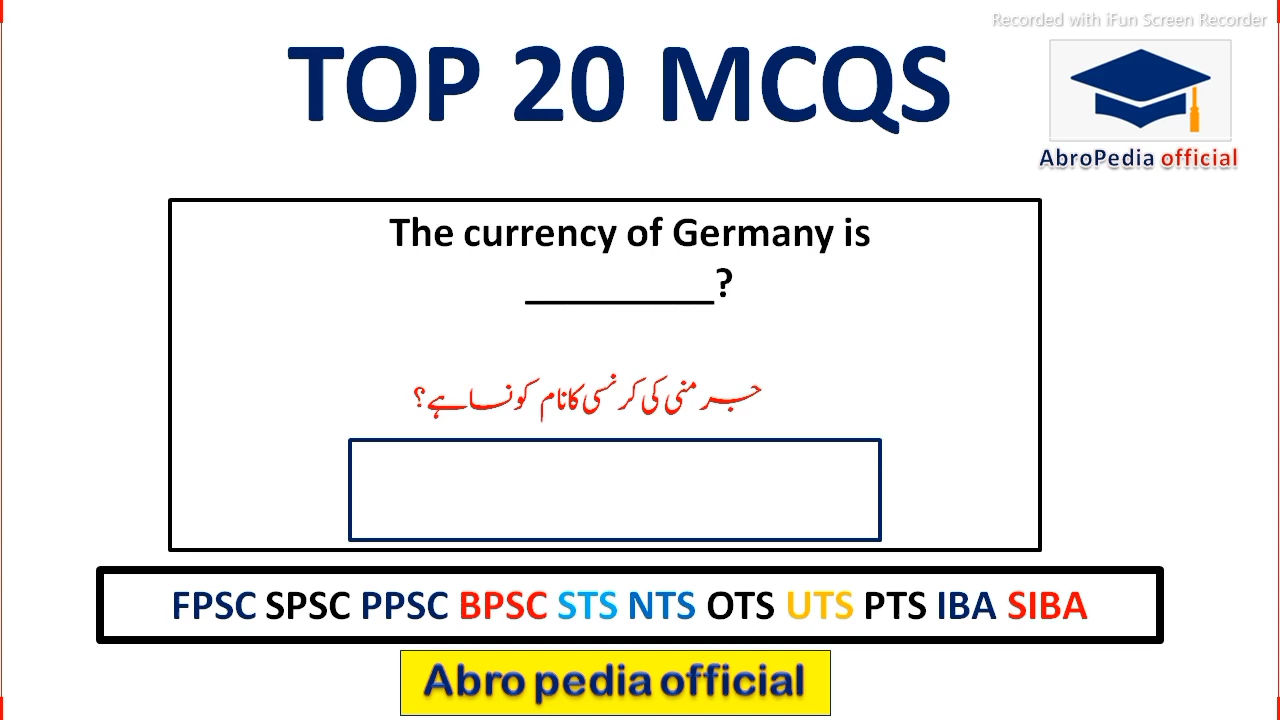 Recorded with iFun Screen Recorder
TOP 20 MCQS
AbroPedia official
The currency of Germany is
_________?
جرمنی کی کرنسی کا نام کونسا ہے؟
FPSC SPSC PPSC BPSC STS NTS OTS UTS PTS IBA SIBA
Abro pedia official